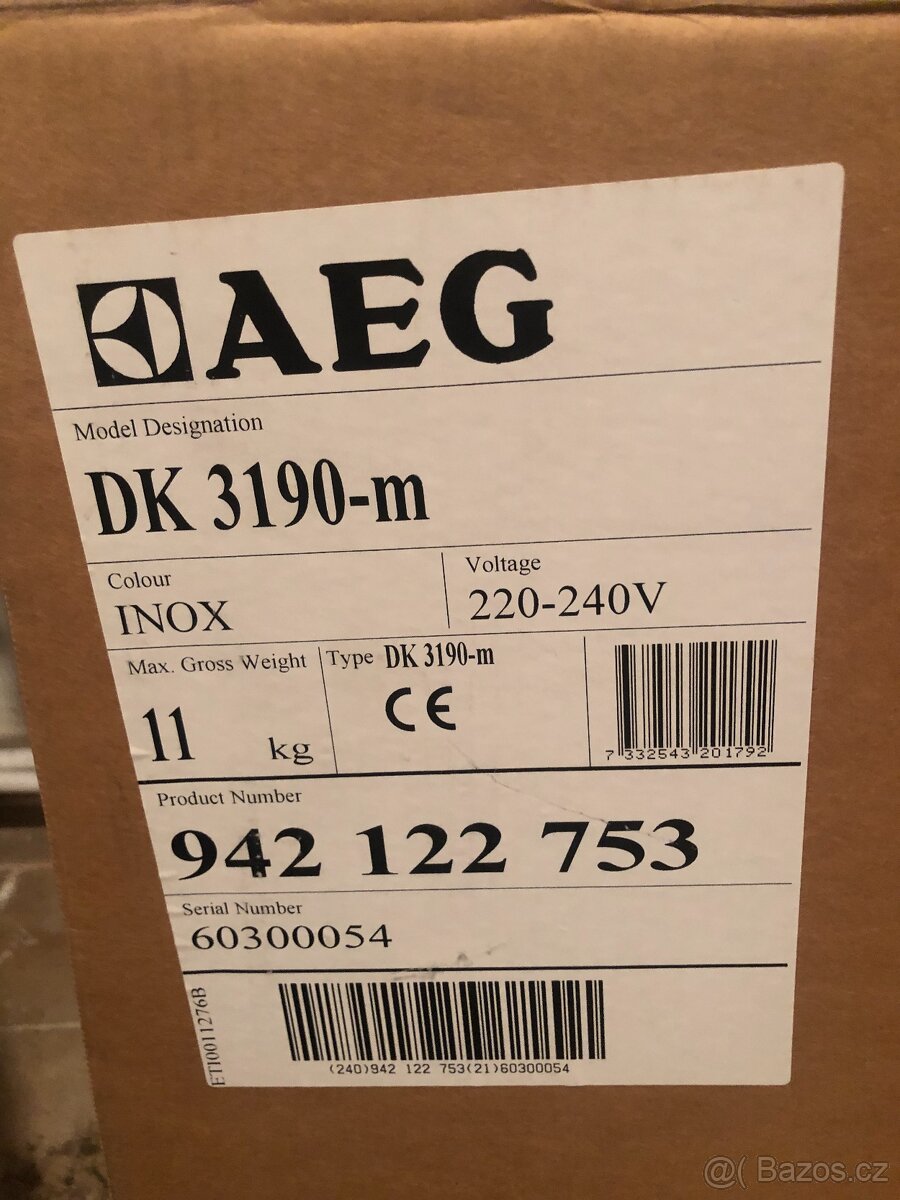 AEG
Model Designation
DK 3190-m
Colour
INOX
Voltage
220-240V
Max. Gross Weight
11 kg
Type DK 3190-m
CE
7 332543 201792
Product Number
942 122 753
Serial Number
60300054
ETI0011276B
(240)942 122 753(21)60300054
@( Bazos.cz